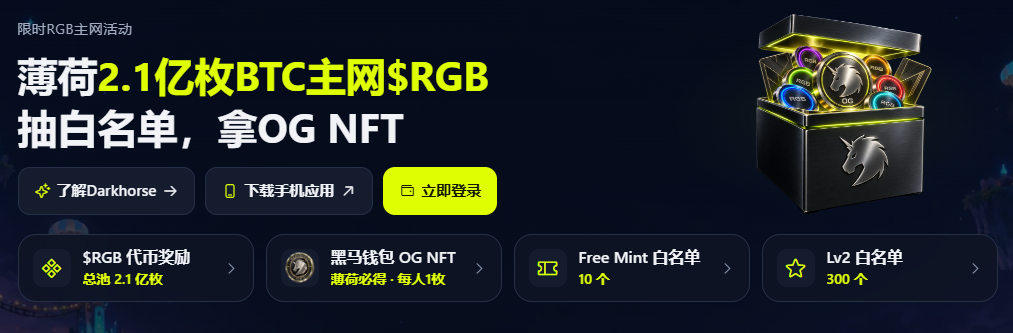 限时RGB主网活动
薄荷2.1亿枚BTC主网$RGB
抽白名单，拿OG NFT
了解Darkhorse →
下载手机应用 ↗
立即登录
$RGB 代币奖励
总池 2.1 亿枚
黑马钱包 OG NFT
薄荷必得 · 每人1枚
Free Mint 白名单
10 个
Lv2 白名单
300 个
RGB
RGB
RGB
RGB
OG